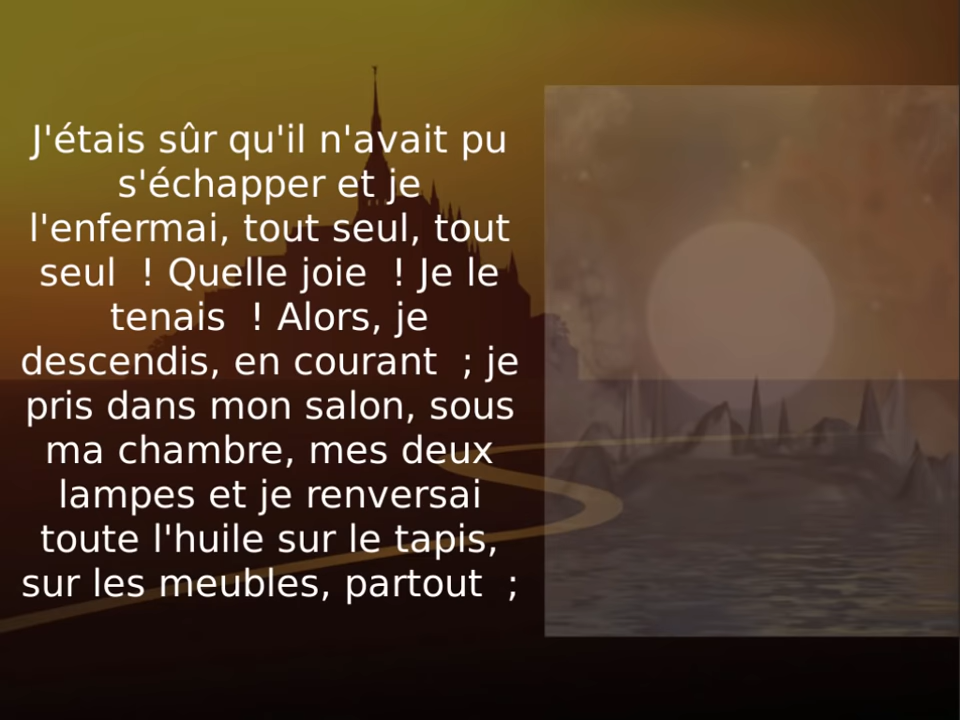 J'étais sûr qu'il n'avait pu
s'échapper et je
l'enfermai, tout seul, tout
seul  ! Quelle joie  ! Je le
tenais  ! Alors, je
descendis, en courant  ; je
pris dans mon salon, sous
ma chambre, mes deux
lampes et je renversai
toute l'huile sur le tapis,
sur les meubles, partout  ;